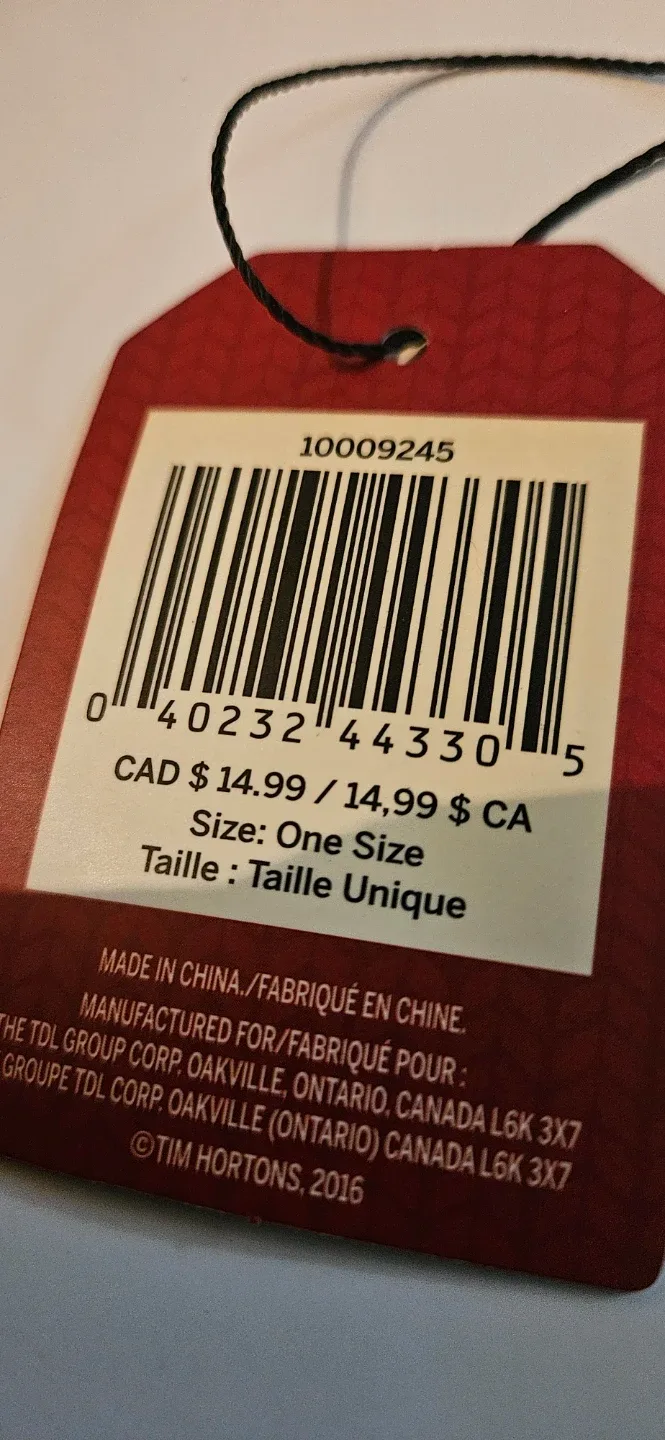 10009245
0 40232 44330 5
CAD $ 14.99 / 14,99 $ CA
Size: One Size
Taille : Taille Unique
MADE IN CHINA./FABRIQUÉ EN CHINE.
MANUFACTURED FOR/FABRIQUÉ POUR :
THE TDL GROUP CORP. OAKVILLE, ONTARIO, CANADA L6K 3X7
GROUPE TDL CORP. OAKVILLE (ONTARIO) CANADA L6K 3X7
©TIM HORTONS, 2016